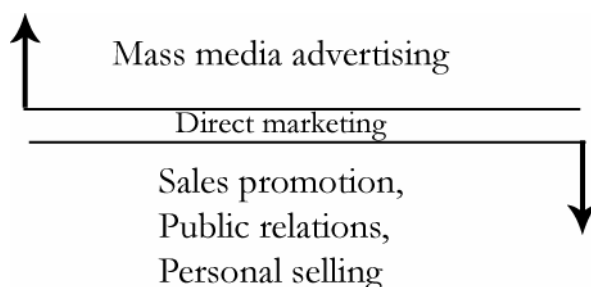 Mass media advertising
Direct marketing
Sales promotion,
Public relations,
Personal selling